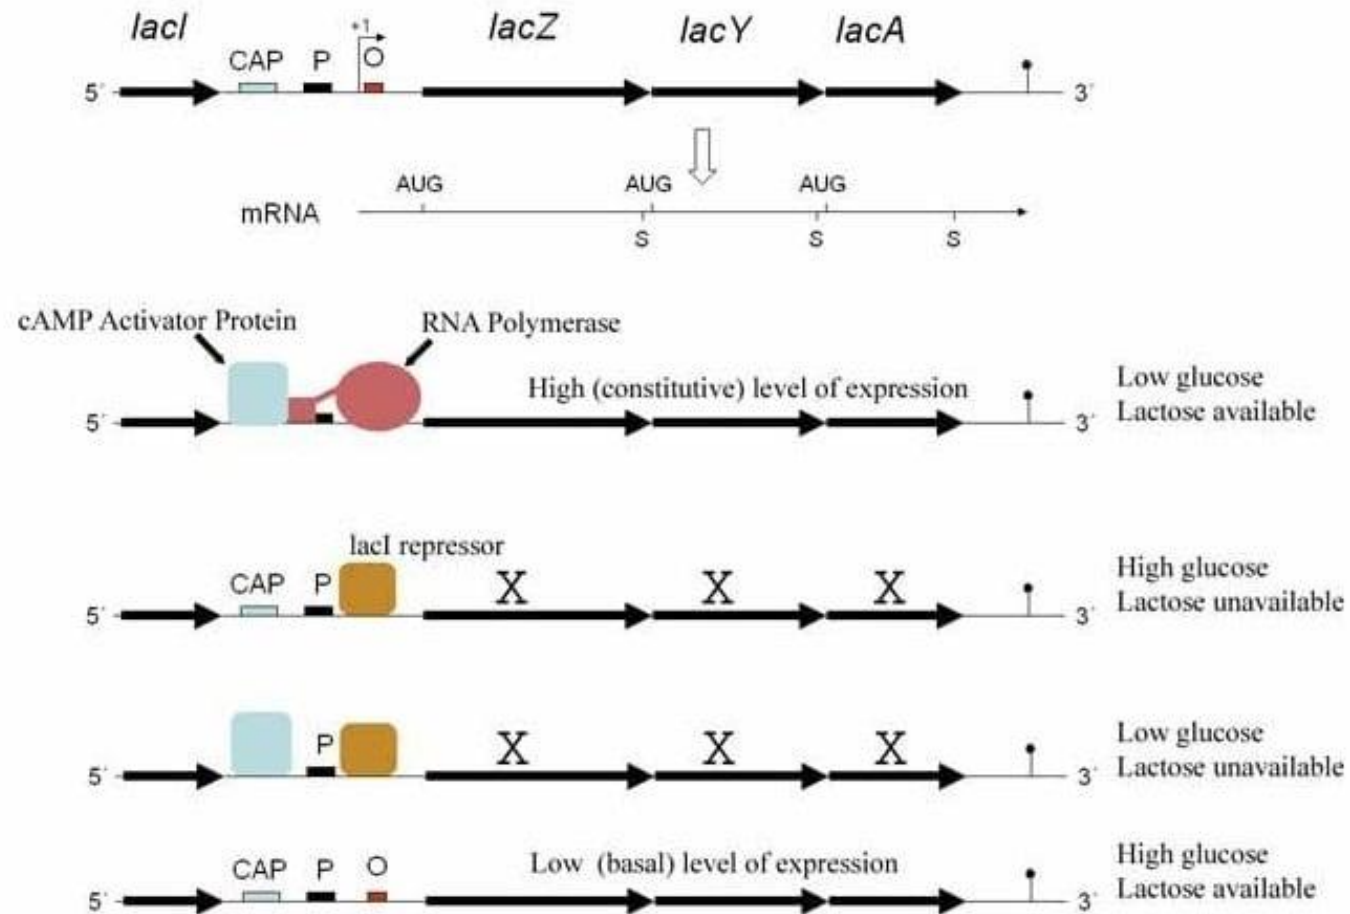 lacI lacZ lacY lacA
+1
CAP P O
5´ 3´
AUG AUG AUG
mRNA
S S S
cAMP Activator Protein RNA Polymerase
High (constitutive) level of expression
Low glucose
Lactose available
5´ 3´
lacI repressor
CAP P X X X
High glucose
Lactose unavailable
5´ 3´
P X X X
Low glucose
Lactose unavailable
5´ 3´
CAP P O Low (basal) level of expression
High glucose
Lactose available
5´ 3´